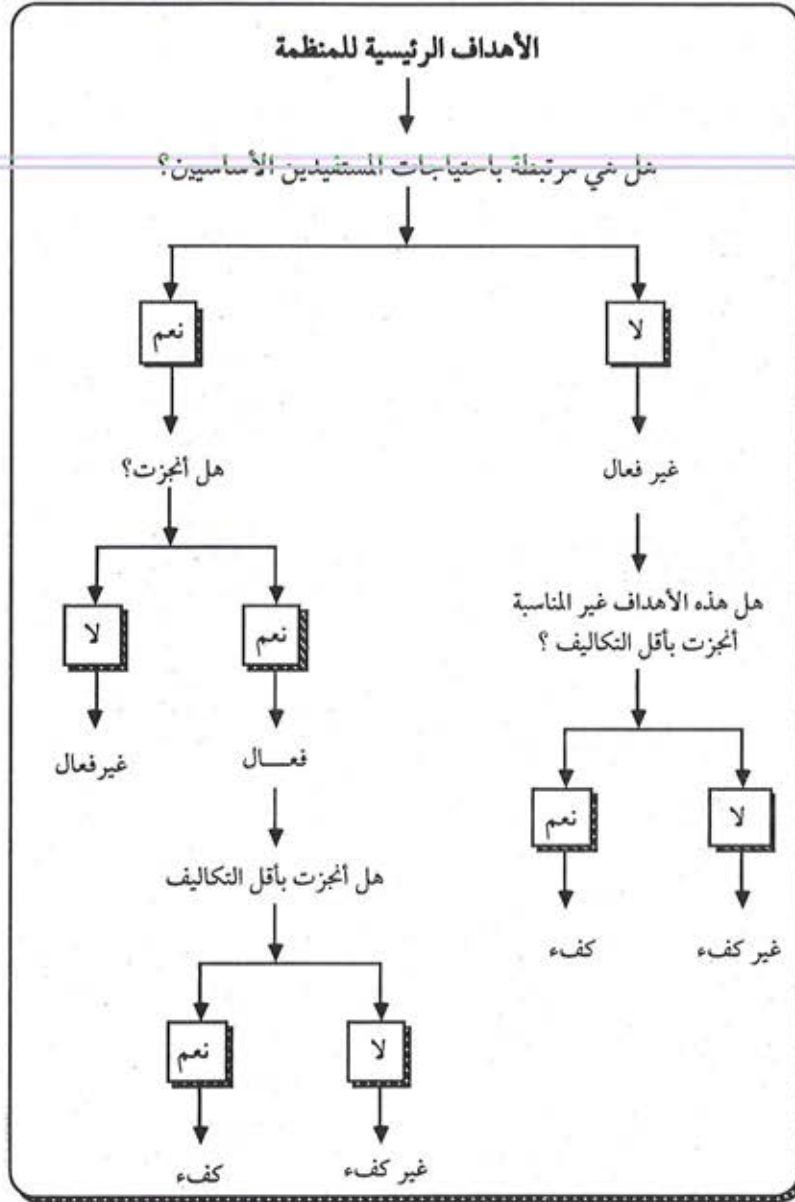 الأهداف الرئيسية للمنظمة
هل هي مرتبطة باحتياجات المستفيدين الأساسيين؟
لا
نعم
غير فعال
هل أنجزت؟
هل هذه الأهداف غير المناسبة
أنجزت بأقل التكاليف ؟
نعم
لا
فعـــال
غيرفعال
لا
نعم
هل أنجزت بأقل التكاليف
غير كفء
كفء
لا
نعم
غير كفء
كفء